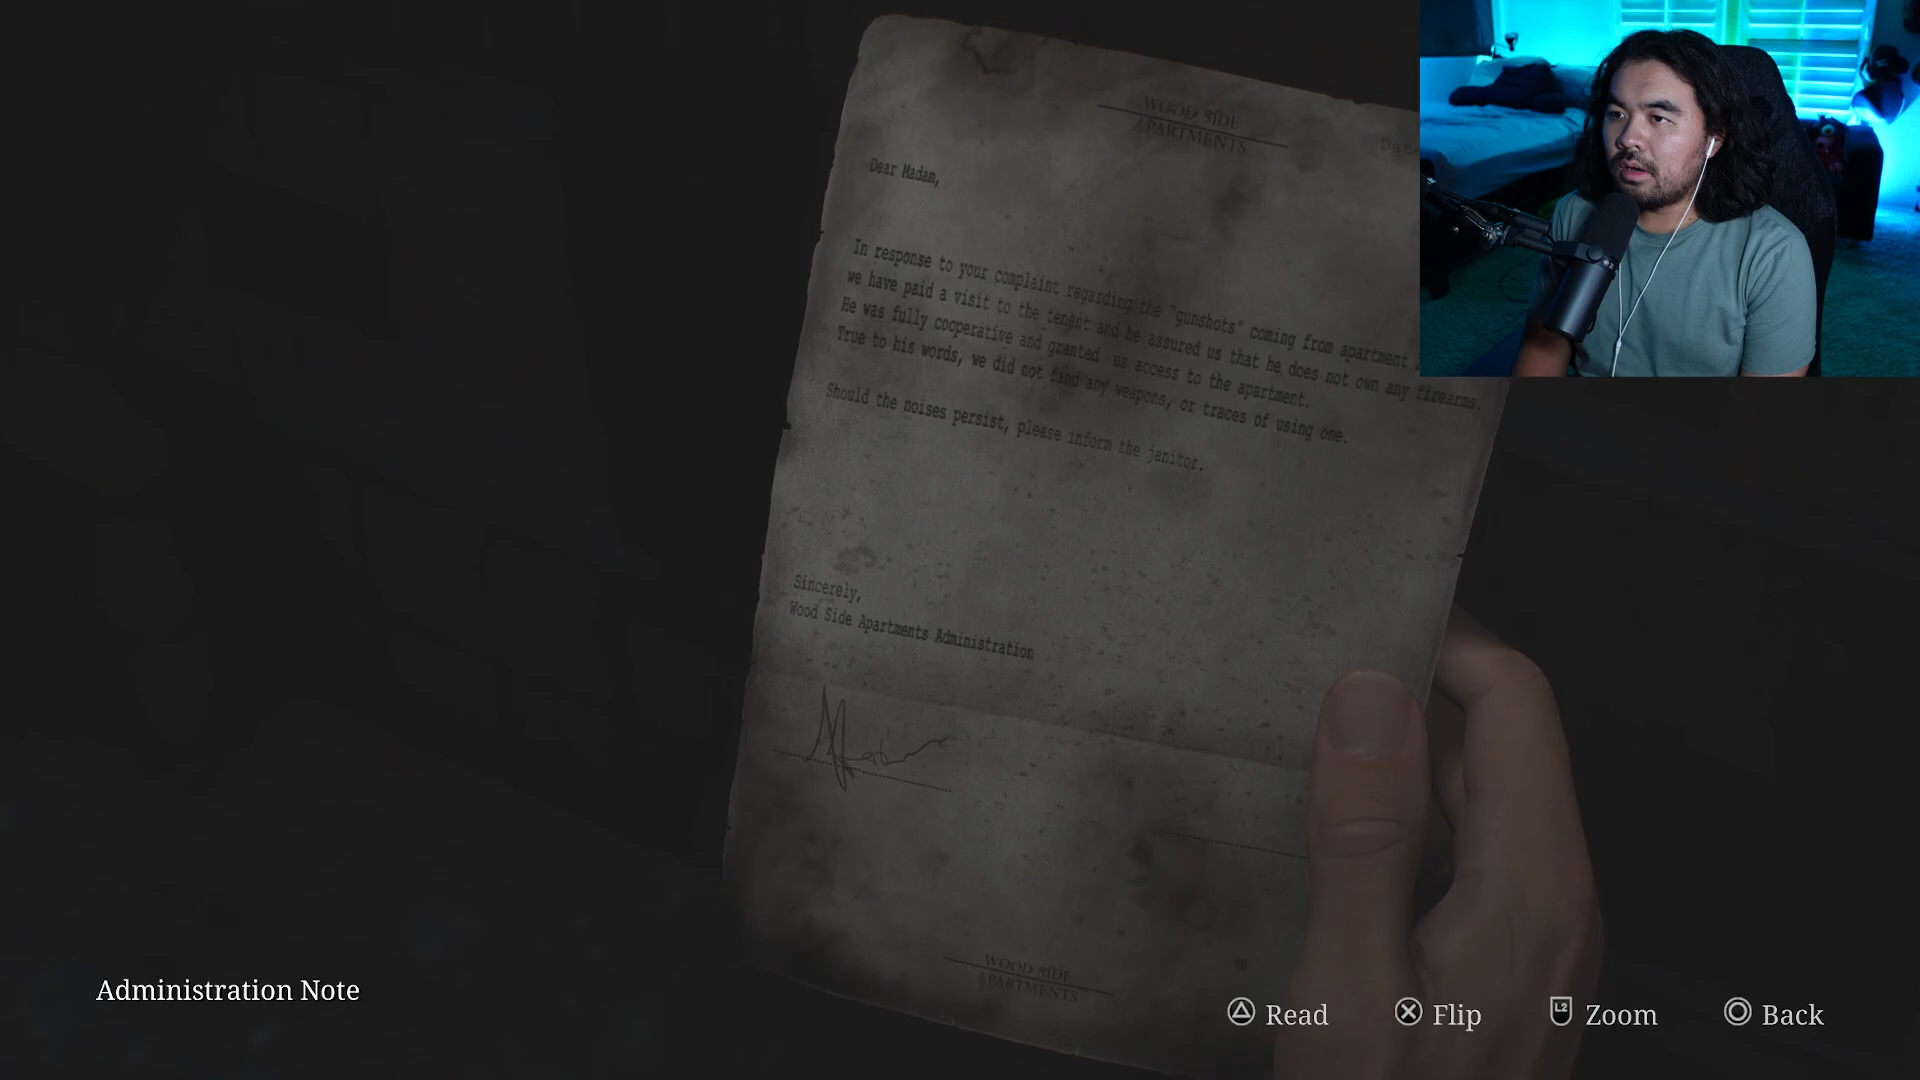 WOOD SIDE
APARTMENTS
Dear Madam,
In response to your complaint regarding the "gunshots" coming from apartment
we have paid a visit to the tenant and he assured us that he does not own any firearms.
He was fully cooperative and granted us access to the apartment.
True to his words, we did not find any weapons, or traces of using one.
Should the noises persist, please inform the janitor.
Sincerely,
Wood Side Apartments Administration
WOOD SIDE
APARTMENTS
Administration Note
Read
Flip
L2 Zoom
Back